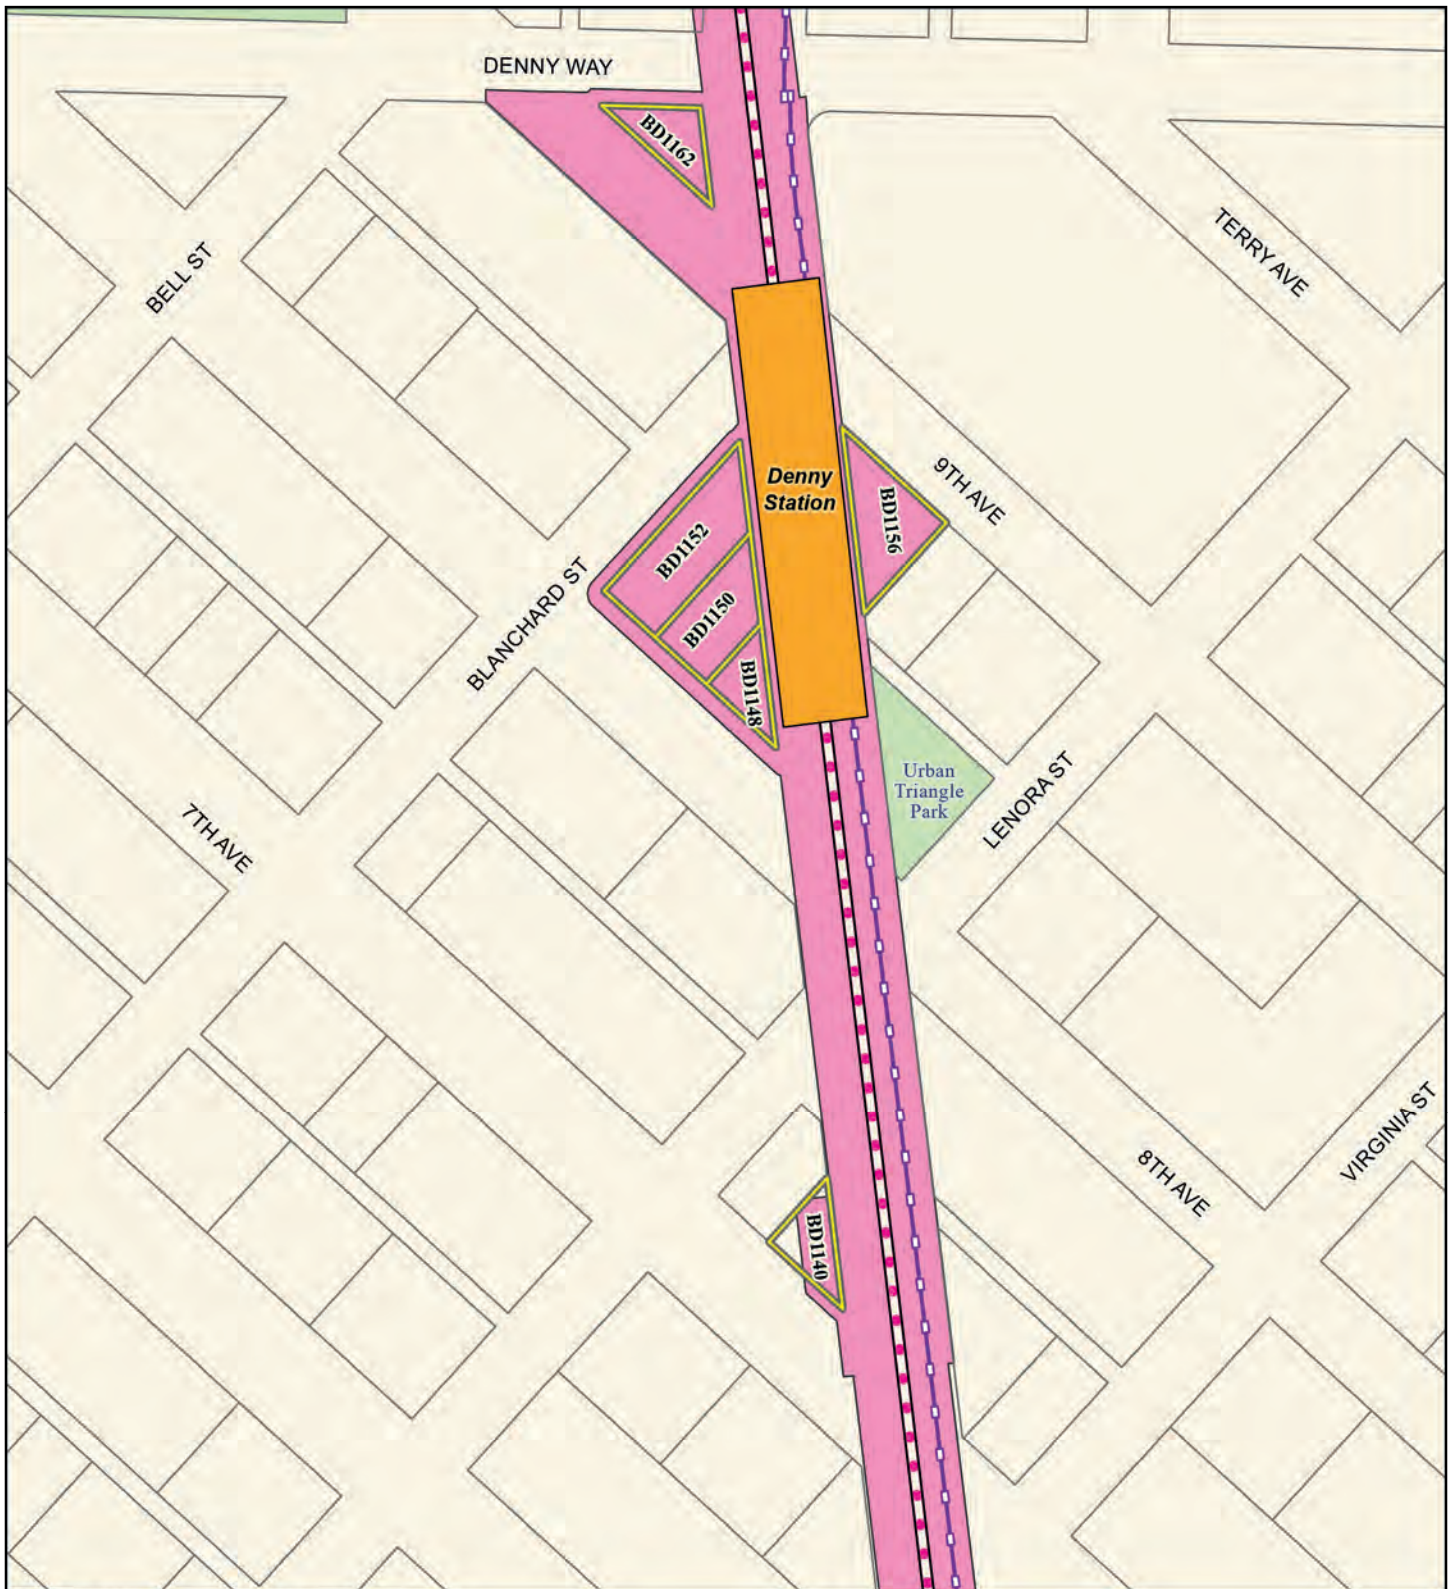 DENNY WAY
BD1162
BELL ST
TERRY AVE
Denny
Station
9TH AVE
BD1156
BD1152
BD1150
BD1148
BLANCHARD ST
Urban
Triangle
Park
LENORA ST
7TH AVE
VIRGINIA ST
8TH AVE
BD1140